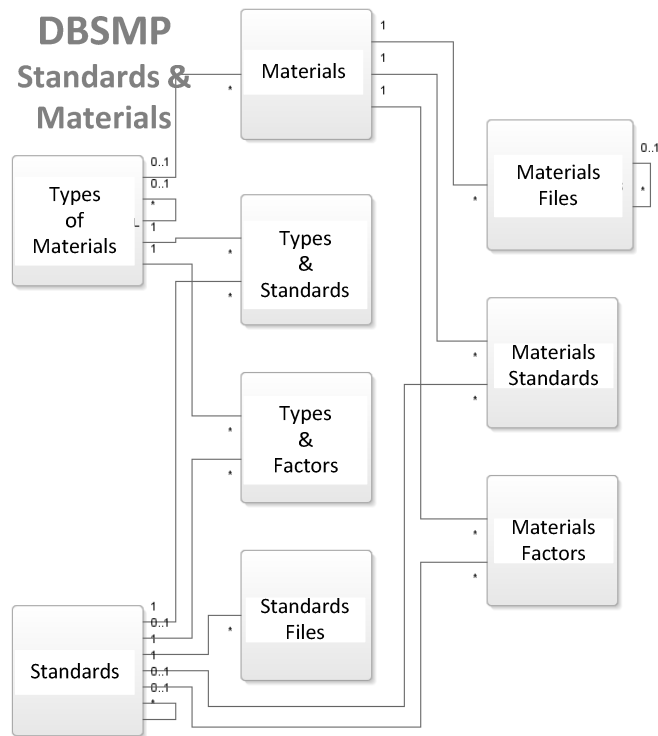 DBSMP
Standards &
Materials
Materials
1
1
1
*
Materials
Files
0..1
*
*
Types
of
Materials
0..1
0..1
*
1
1
Types
&
Standards
*
*
Materials
Standards
*
*
Types
&
Factors
*
*
Materials
Factors
*
*
Standards
Files
*
Standards
1
0..1
1
1
0..1
0..1
*